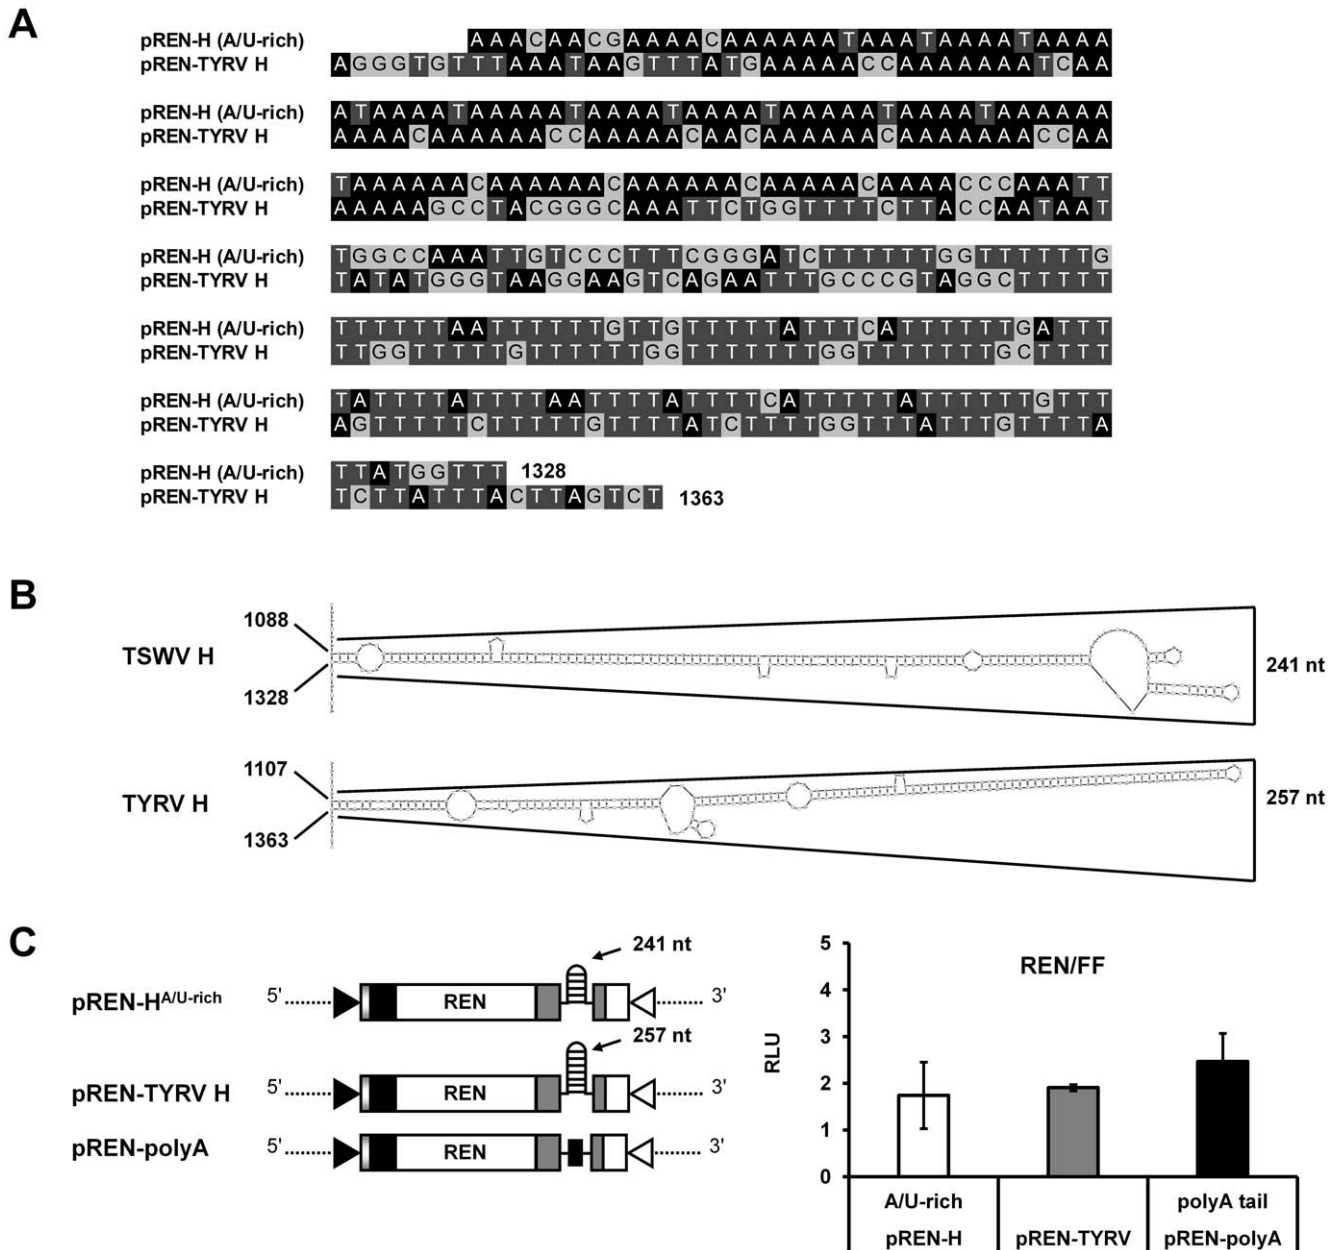 A
pREN-H (A/U-rich) AAACAACGAAAACAAAAAATAAATAAAATAAAA
pREN-TYRV H AGGGTGTTTAAATAAGTTTATGAAAAACCAAAAAAATCAA
pREN-H (A/U-rich) ATAAAATAAAAATAAAATAAAATAAAAATAAAATAAAAAA
pREN-TYRV H AAAACAAAAAACCAAAAACAACAAAAAACAAAAAAACCAA
pREN-H (A/U-rich) TAAAAAACAAAAAACAAAAAACAAAAACAAAACCCAAATT
pREN-TYRV H AAAAAGCCTACGGGCAAATTCTGGTTTTCTTACCAATAAT
pREN-H (A/U-rich) TGGCCAAATTGTCCCTTTCGGGATCTTTTTTGGTTTTTTG
pREN-TYRV H TATATGGGTAAGGAAGTCAGAATTTGCCCGTAGGCTTTTT
pREN-H (A/U-rich) TTTTTTAATTTTTTGTTGTTTTTATTTCATTTTTTGATTT
pREN-TYRV H TTGGTTTTTGTTTTTTGGTTTTTTTGGTTTTTTTGCTTTT
pREN-H (A/U-rich) TATTTTATTTTAATTTTATTTTCATTTTTATTTTTTGTTT
pREN-TYRV H AGTTTTTCTTTTTGTTTTATCTTTTGGTTTATTTGTTTTA
pREN-H (A/U-rich) TTATGGTTT 1328
pREN-TYRV H TCTTATTTACTTAGTCT 1363
B
1088
TSWV H
241 nt
1328
1107
TYRV H
257 nt
1363
C
241 nt
pREN-HA/U-rich 5' REN 3'
257 nt
pREN-TYRV H 5' REN 3'
pREN-polyA 5' REN 3'
REN/FF
RLU
5
4
3
2
1
0
A/U-rich polyA tail
pREN-H pREN-TYRV pREN-polyA